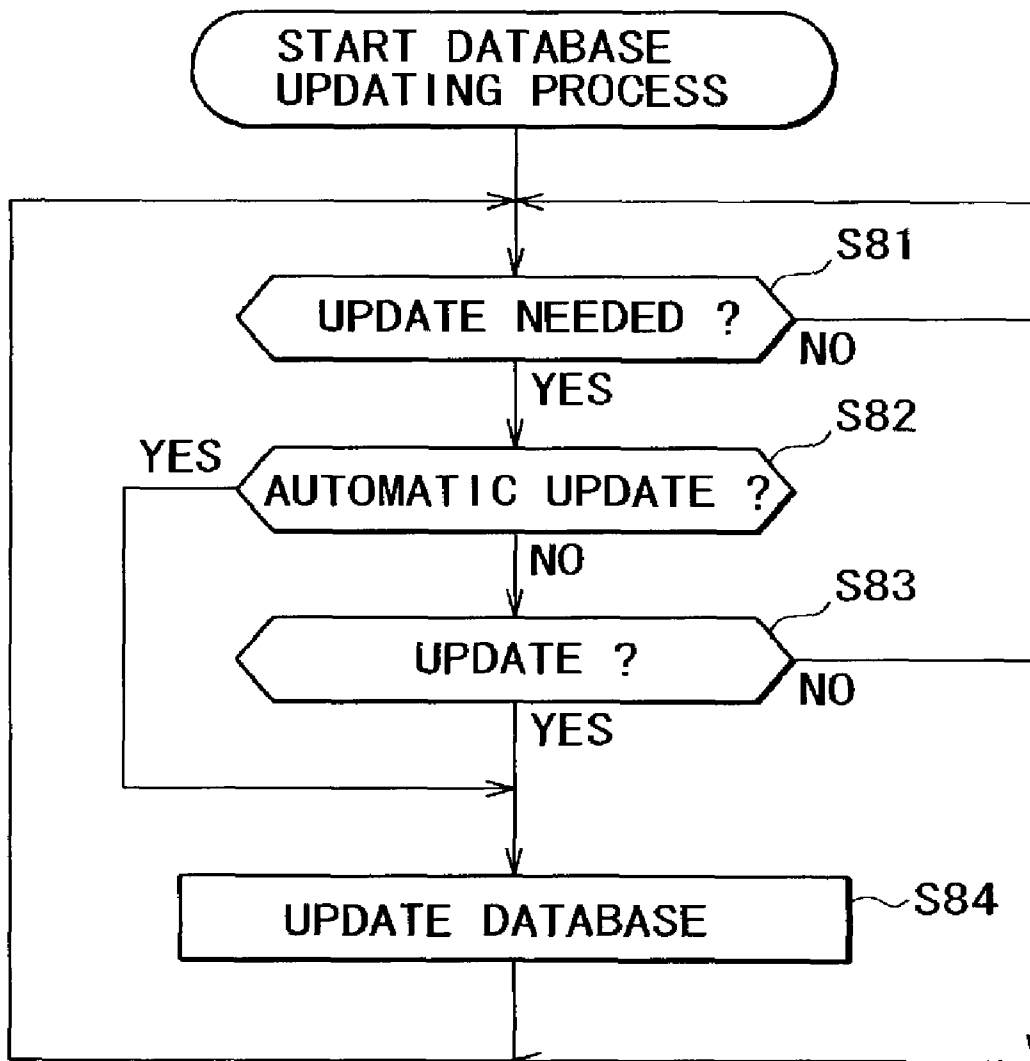 START DATABASE
UPDATING PROCESS
S81
UPDATE NEEDED ?
NO
YES
S82
YES
AUTOMATIC UPDATE ?
NO
S83
UPDATE ?
NO
YES
S84
UPDATE DATABASE